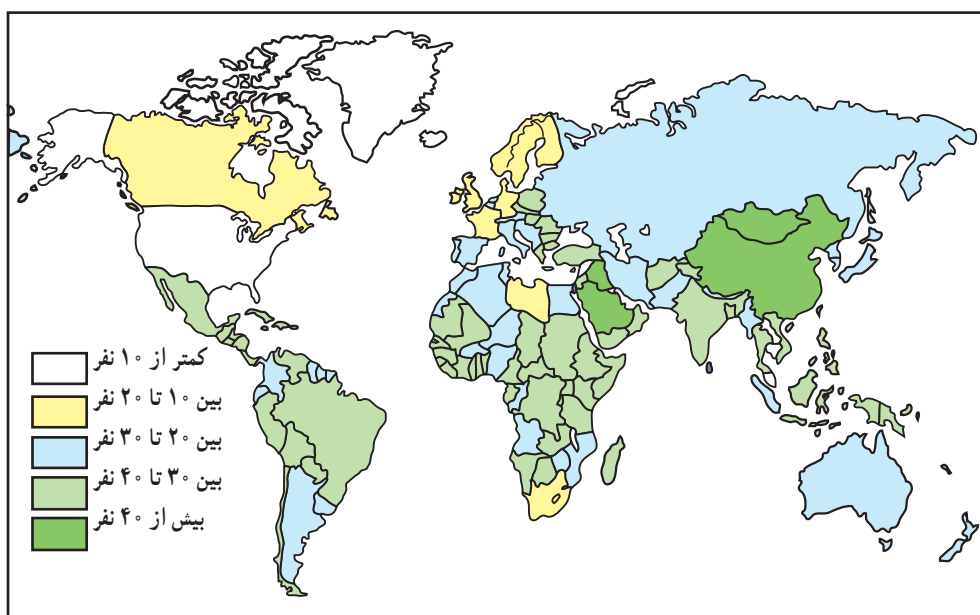 کمتر از ۱۰ نفر
بین ۱۰ تا ۲۰ نفر
بین ۲۰ تا ۳۰ نفر
بین ۳۰ تا ۴۰ نفر
بیش از ۴۰ نفر